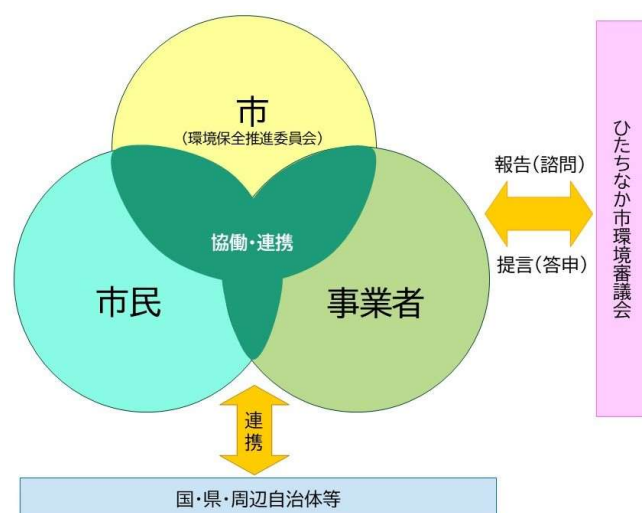 市
（環境保全推進委員会）
協働・連携
市民
事業者
報告（諮問）
提言（答申）
ひたちなか市環境審議会
連携
国・県・周辺自治体等